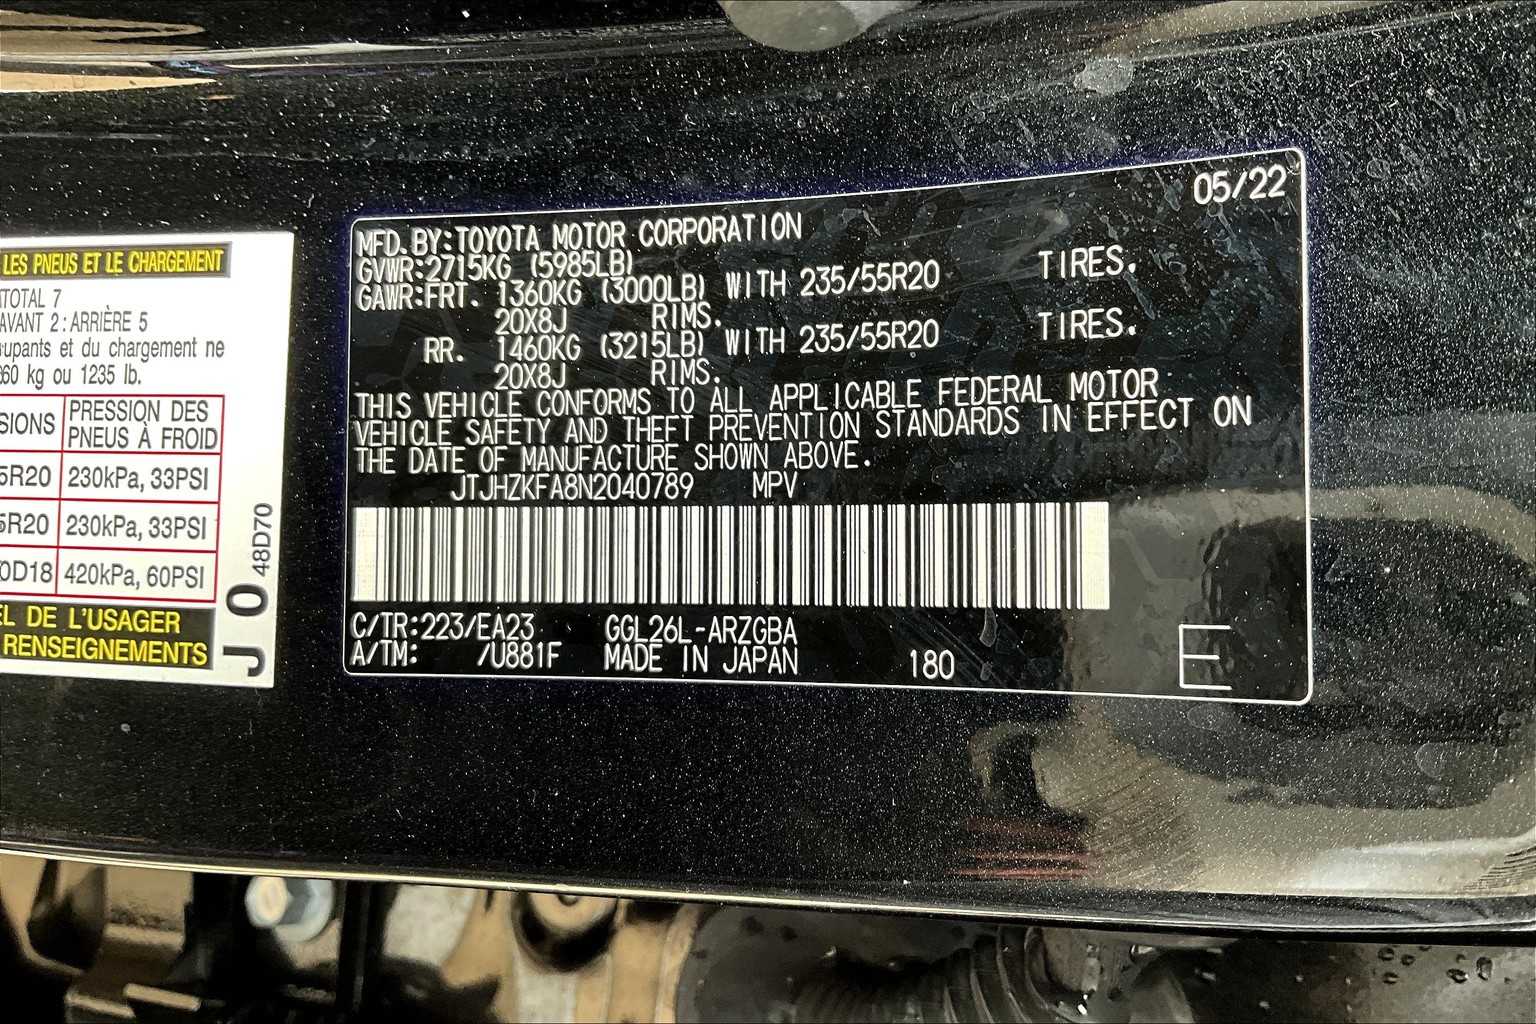 LES PNEUS ET LE CHARGEMENT
TOTAL 7
AVANT 2 : ARRIÈRE 5
et du chargement ne
kg ou 1235 lb.
PRESSION DES
PNEUS À FROID
5R20 230kPa, 33PSI
5R20 230kPa, 33PSI
0D18 420kPa, 60PSI
DE L'USAGER
RENSEIGNEMENTS
J 0 48D70
05/22
MFD. BY: TOYOTA MOTOR CORPORATION
GVWR:2715KG (5985LB)
GAWR:FRT. 1360KG (3000LB) WITH 235/55R20 TIRES,
20X8J RIMS.
RR. 1460KG (3215LB) WITH 235/55R20 TIRES,
20X8J RIMS.
THIS VEHICLE CONFORMS TO ALL APPLICABLE FEDERAL MOTOR
VEHICLE SAFETY AND THEFT PREVENTION STANDARDS IN EFFECT ON
THE DATE OF MANUFACTURE SHOWN ABOVE.
JTJHZKFA8N2040789 MPV
C/TR:223/EA23 GGL26L-ARZGBA
A/TM: /U881F MADE IN JAPAN 180 E